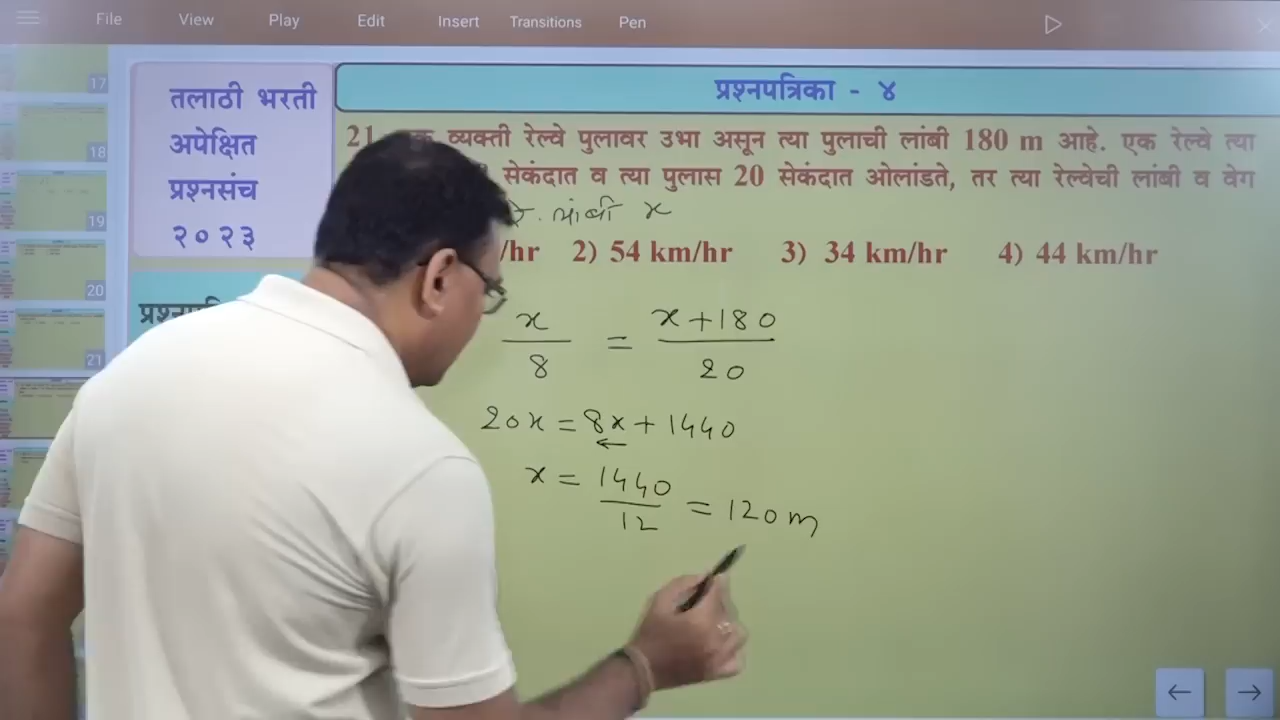 File View Play Edit Insert Transitions Pen
17
18
19
20
21
तलाठी भरती
अपेक्षित
प्रश्नसंच
२०२३
प्रश्नपत्रिका - ४
21 व्यक्ती रेल्वे पुलावर उभा असून त्या पुलाची लांबी 180 m आहे. एक रेल्वे त्या
सेकंदात व त्या पुलास 20 सेकंदात ओलांडते, तर त्या रेल्वेची लांबी व वेग
रे. लांबी x
/hr 2) 54 km/hr 3) 34 km/hr 4) 44 km/hr
x/8 = x+180/20
20x = 8x + 1440
x = 1440/12 = 120 m